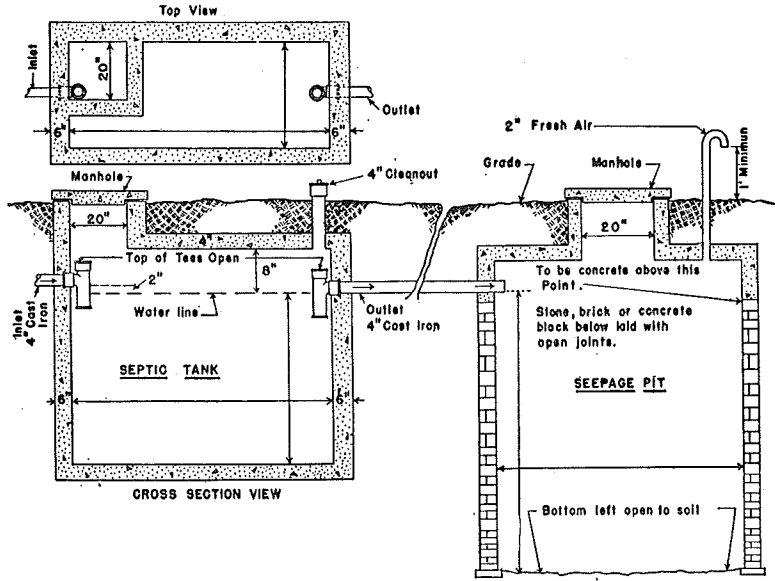 Top View
Inlet
20"
6"
6"
Outlet
Manhole
4" Cleanout
20"
4"
Top of Tees Open
8"
2"
Water line
Inlet
4" Cast
Iron
Outlet
4" Cast Iron
SEPTIC TANK
6"
6"
CROSS SECTION VIEW
2" Fresh Air
Grade
Manhole
1' Minimun
20"
To be concrete above this
Point.
Stone, brick or concrete
block below laid with
open joints.
SEEPAGE PIT
Bottom left open to soil